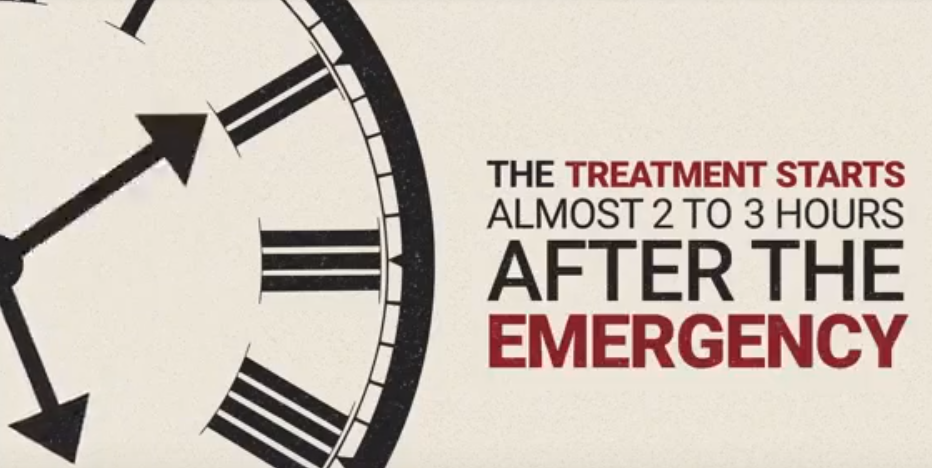 THE TREATMENT STARTS
ALMOST 2 TO 3 HOURS
AFTER THE
EMERGENCY